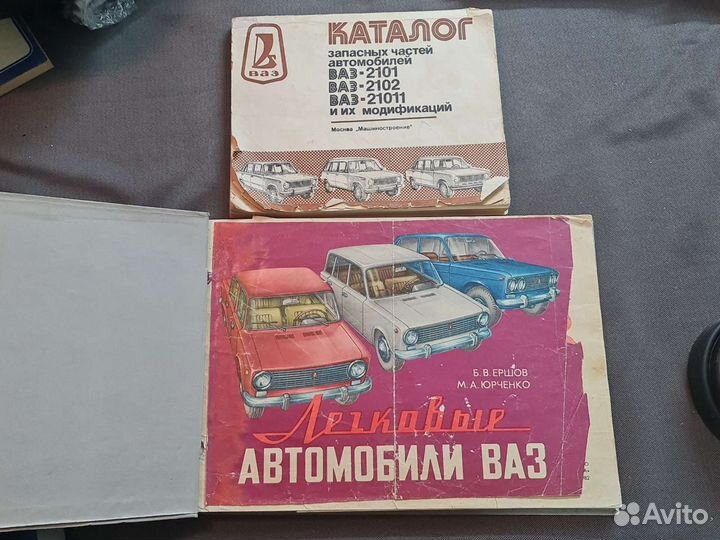 ВАЗ
КАТАЛОГ
запасных частей
автомобилей
ВАЗ-2101
ВАЗ-2102
ВАЗ-21011
и их модификаций
Москва „Машиностроение"
Б. В. ЕРШОВ
М. А. ЮРЧЕНКО
Легковые
АВТОМОБИЛИ ВАЗ
Avito